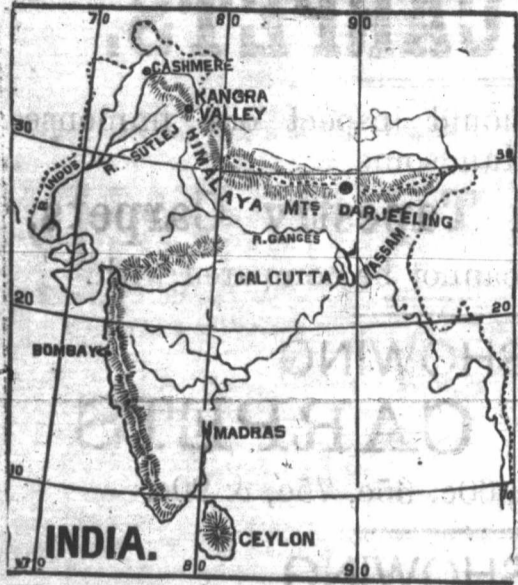 70
80
90
CASHMERE
KANGRA
VALLEY
30
R. INDUS
R. SUTLEJ
HIMALAYA MTS
DARJEELING
R. GANGES
ASSAM
CALCUTTA
20
20
BOMBAY
MADRAS
10
INDIA.
CEYLON
70
80
90